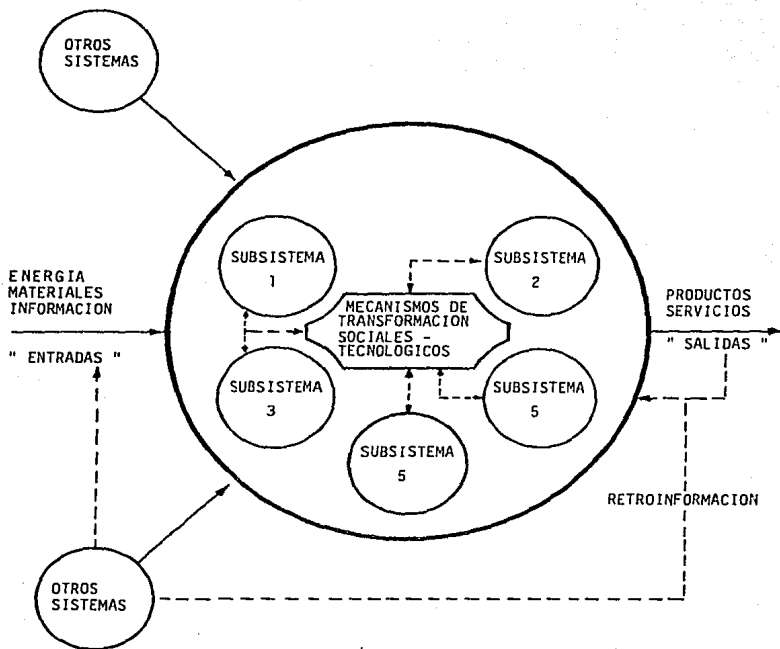 OTROS
SISTEMAS
ENERGIA
MATERIALES
INFORMACION
" ENTRADAS "
SUBSISTEMA
1
SUBSISTEMA
2
MECANISMOS DE
TRANSFORMACION
SOCIALES -
TECNOLOGICOS
SUBSISTEMA
3
SUBSISTEMA
5
SUBSISTEMA
5
PRODUCTOS
SERVICIOS
" SALIDAS "
RETROINFORMACION
OTROS
SISTEMAS